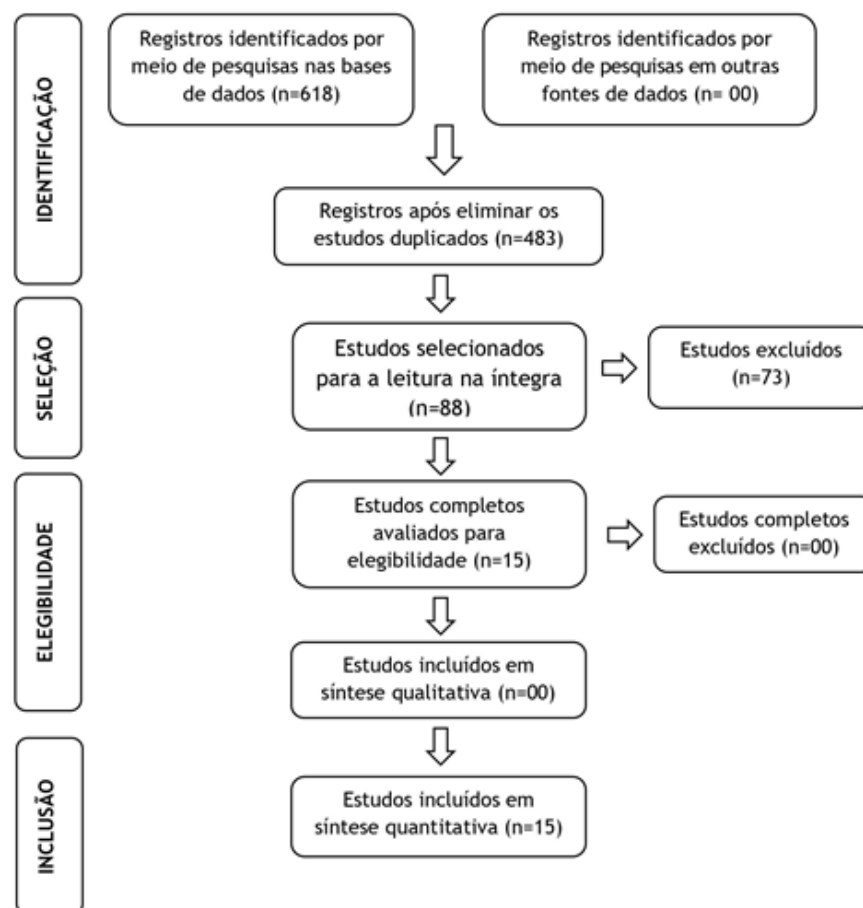 IDENTIFICAÇÃO
Registros identificados por
meio de pesquisas nas bases
de dados (n=618)
Registros identificados por
meio de pesquisas em outras
fontes de dados (n= 00)
Registros após eliminar os
estudos duplicados (n=483)
SELEÇÃO
Estudos selecionados
para a leitura na íntegra
(n=88)
Estudos excluídos
(n=73)
ELEGIBILIDADE
Estudos completos
avaliados para
elegibilidade (n=15)
Estudos completos
excluídos (n=00)
Estudos incluídos em
síntese qualitativa (n=00)
INCLUSÃO
Estudos incluídos em
síntese quantitativa (n=15)